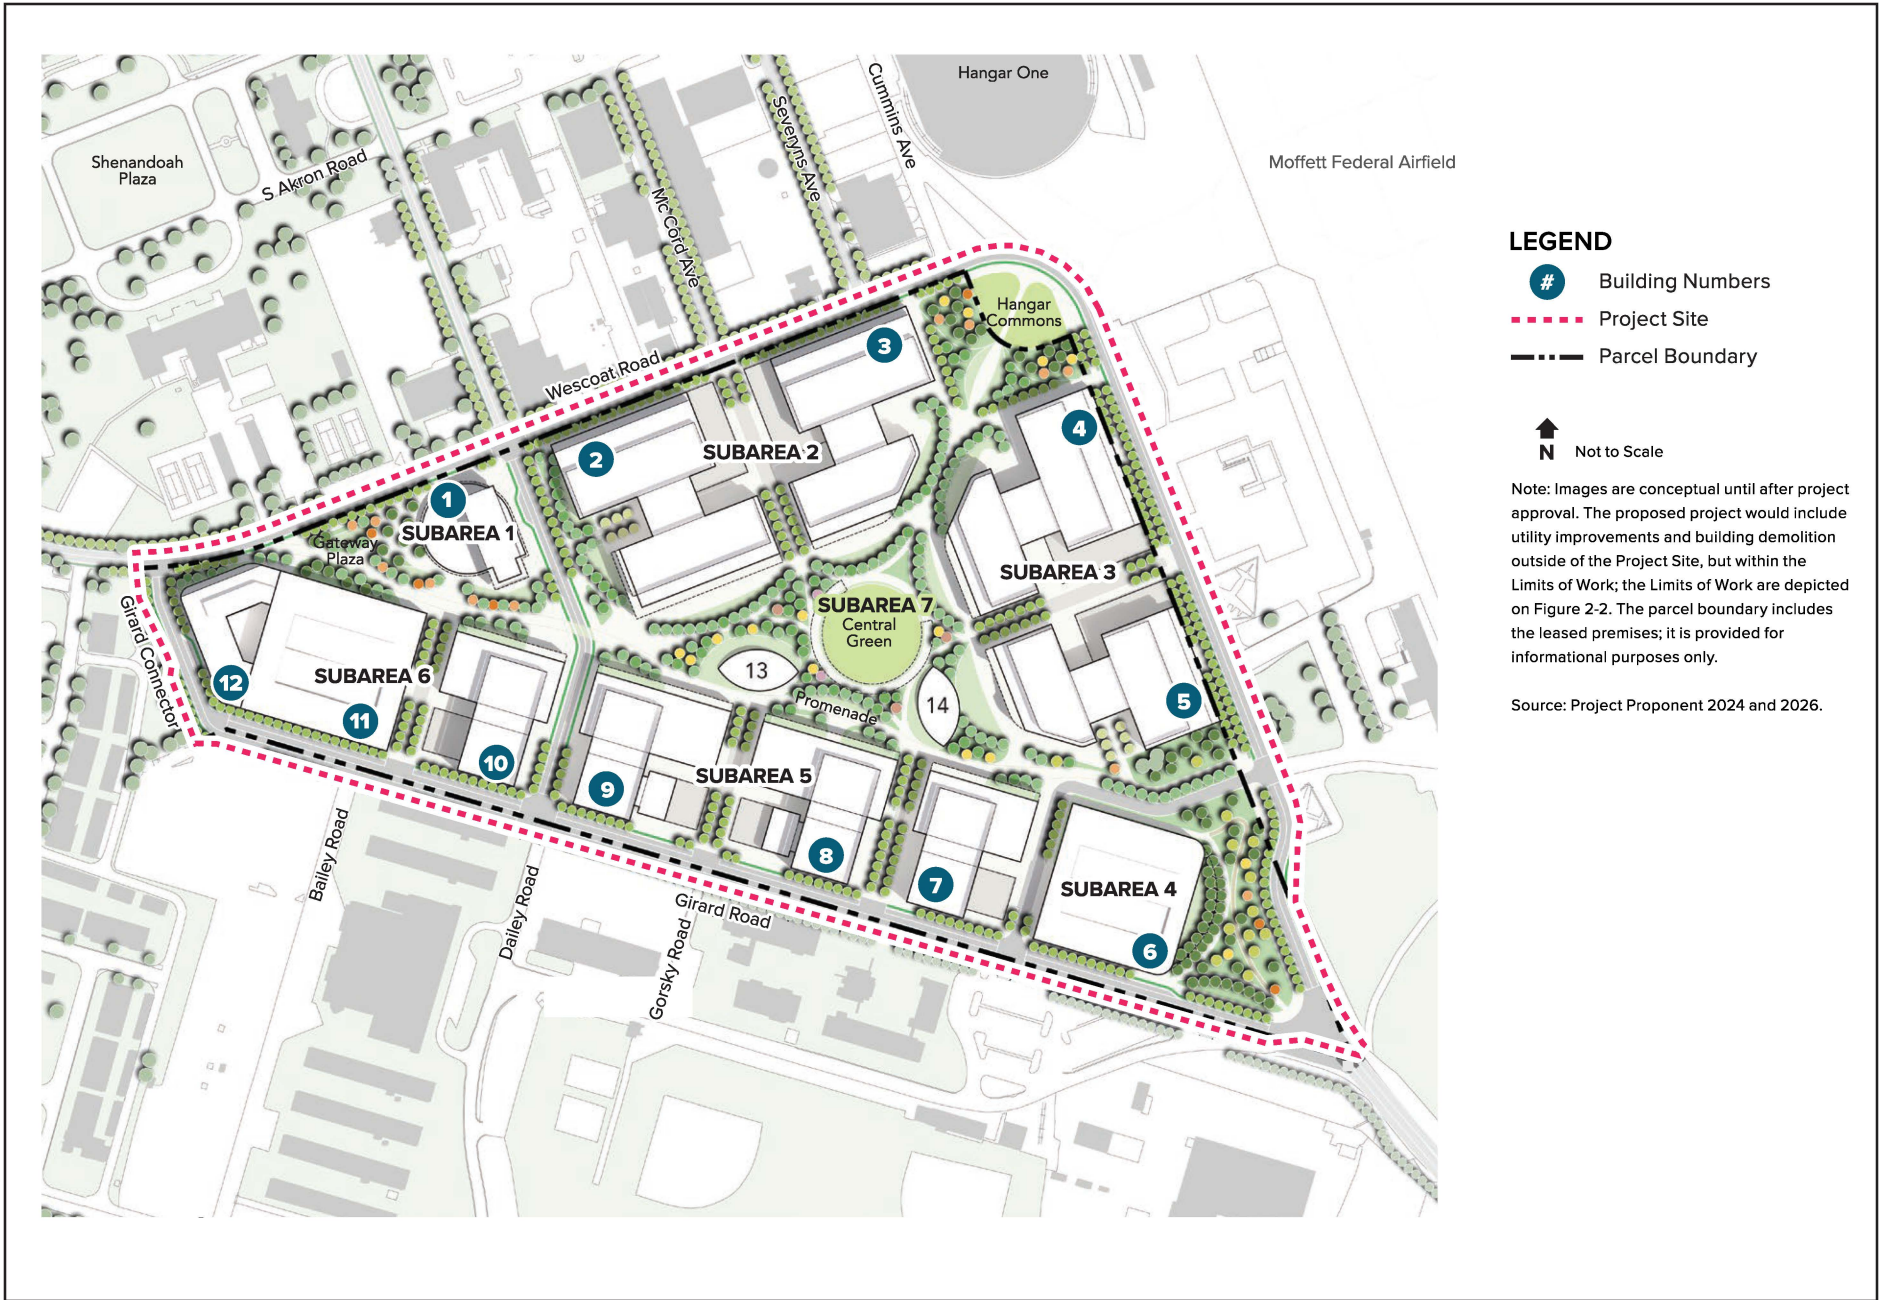 Hangar One
Moffett Federal Airfield
Shenandoah
Plaza
S Akron Road
Mc Cord Ave
Severyns Ave
Cummins Ave
Hangar
Commons
Wescoat Road
3
4
2
SUBAREA 2
1
SUBAREA 1
Gateway
Plaza
SUBAREA 3
SUBAREA 7
Central
Green
Girard Connector
12
SUBAREA 6
11
10
13
14
Promenade
5
9
SUBAREA 5
8
7
SUBAREA 4
6
Bailey Road
Dailey Road
Gorsky Road
Girard Road
LEGEND
# Building Numbers
Project Site
Parcel Boundary
N Not to Scale
Note: Images are conceptual until after project
approval. The proposed project would include
utility improvements and building demolition
outside of the Project Site, but within the
Limits of Work; the Limits of Work are depicted
on Figure 2-2. The parcel boundary includes
the leased premises; it is provided for
informational purposes only.
Source: Project Proponent 2024 and 2026.